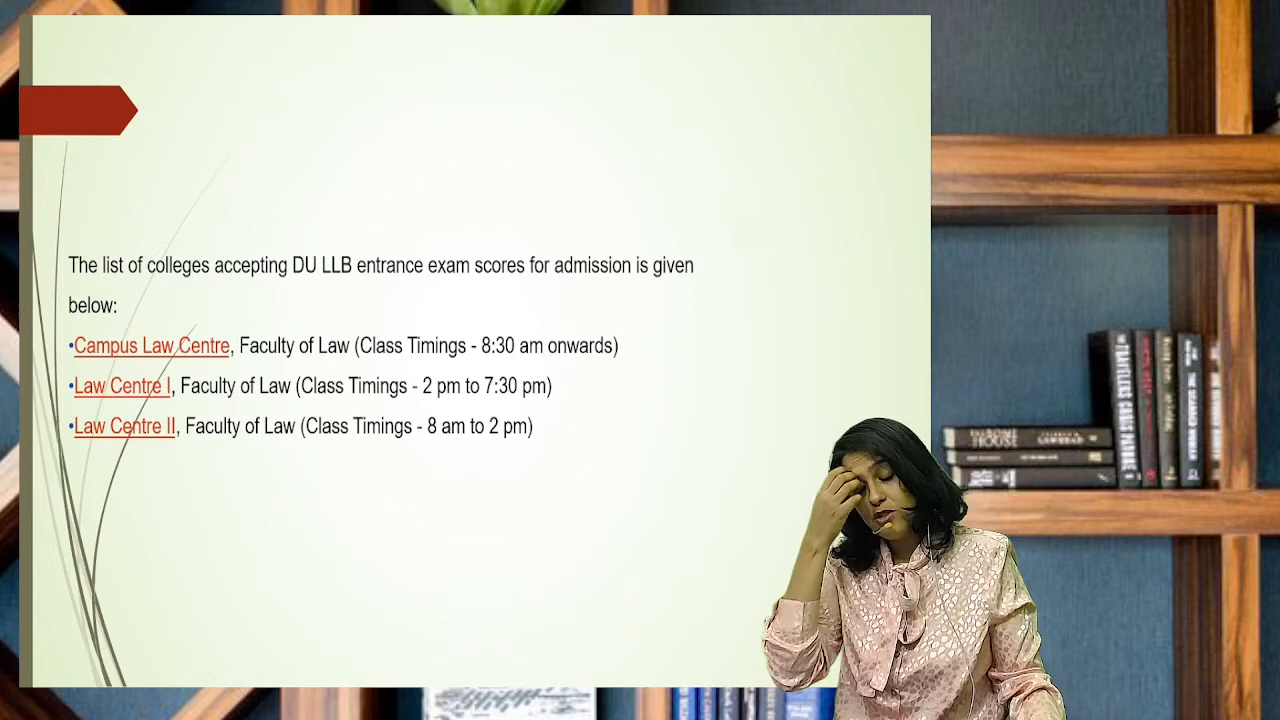 The list of colleges accepting DU LLB entrance exam scores for admission is given
below:
•Campus Law Centre, Faculty of Law (Class Timings - 8:30 am onwards)
•Law Centre I, Faculty of Law (Class Timings - 2 pm to 7:30 pm)
•Law Centre II, Faculty of Law (Class Timings - 8 am to 2 pm)
HOUSE